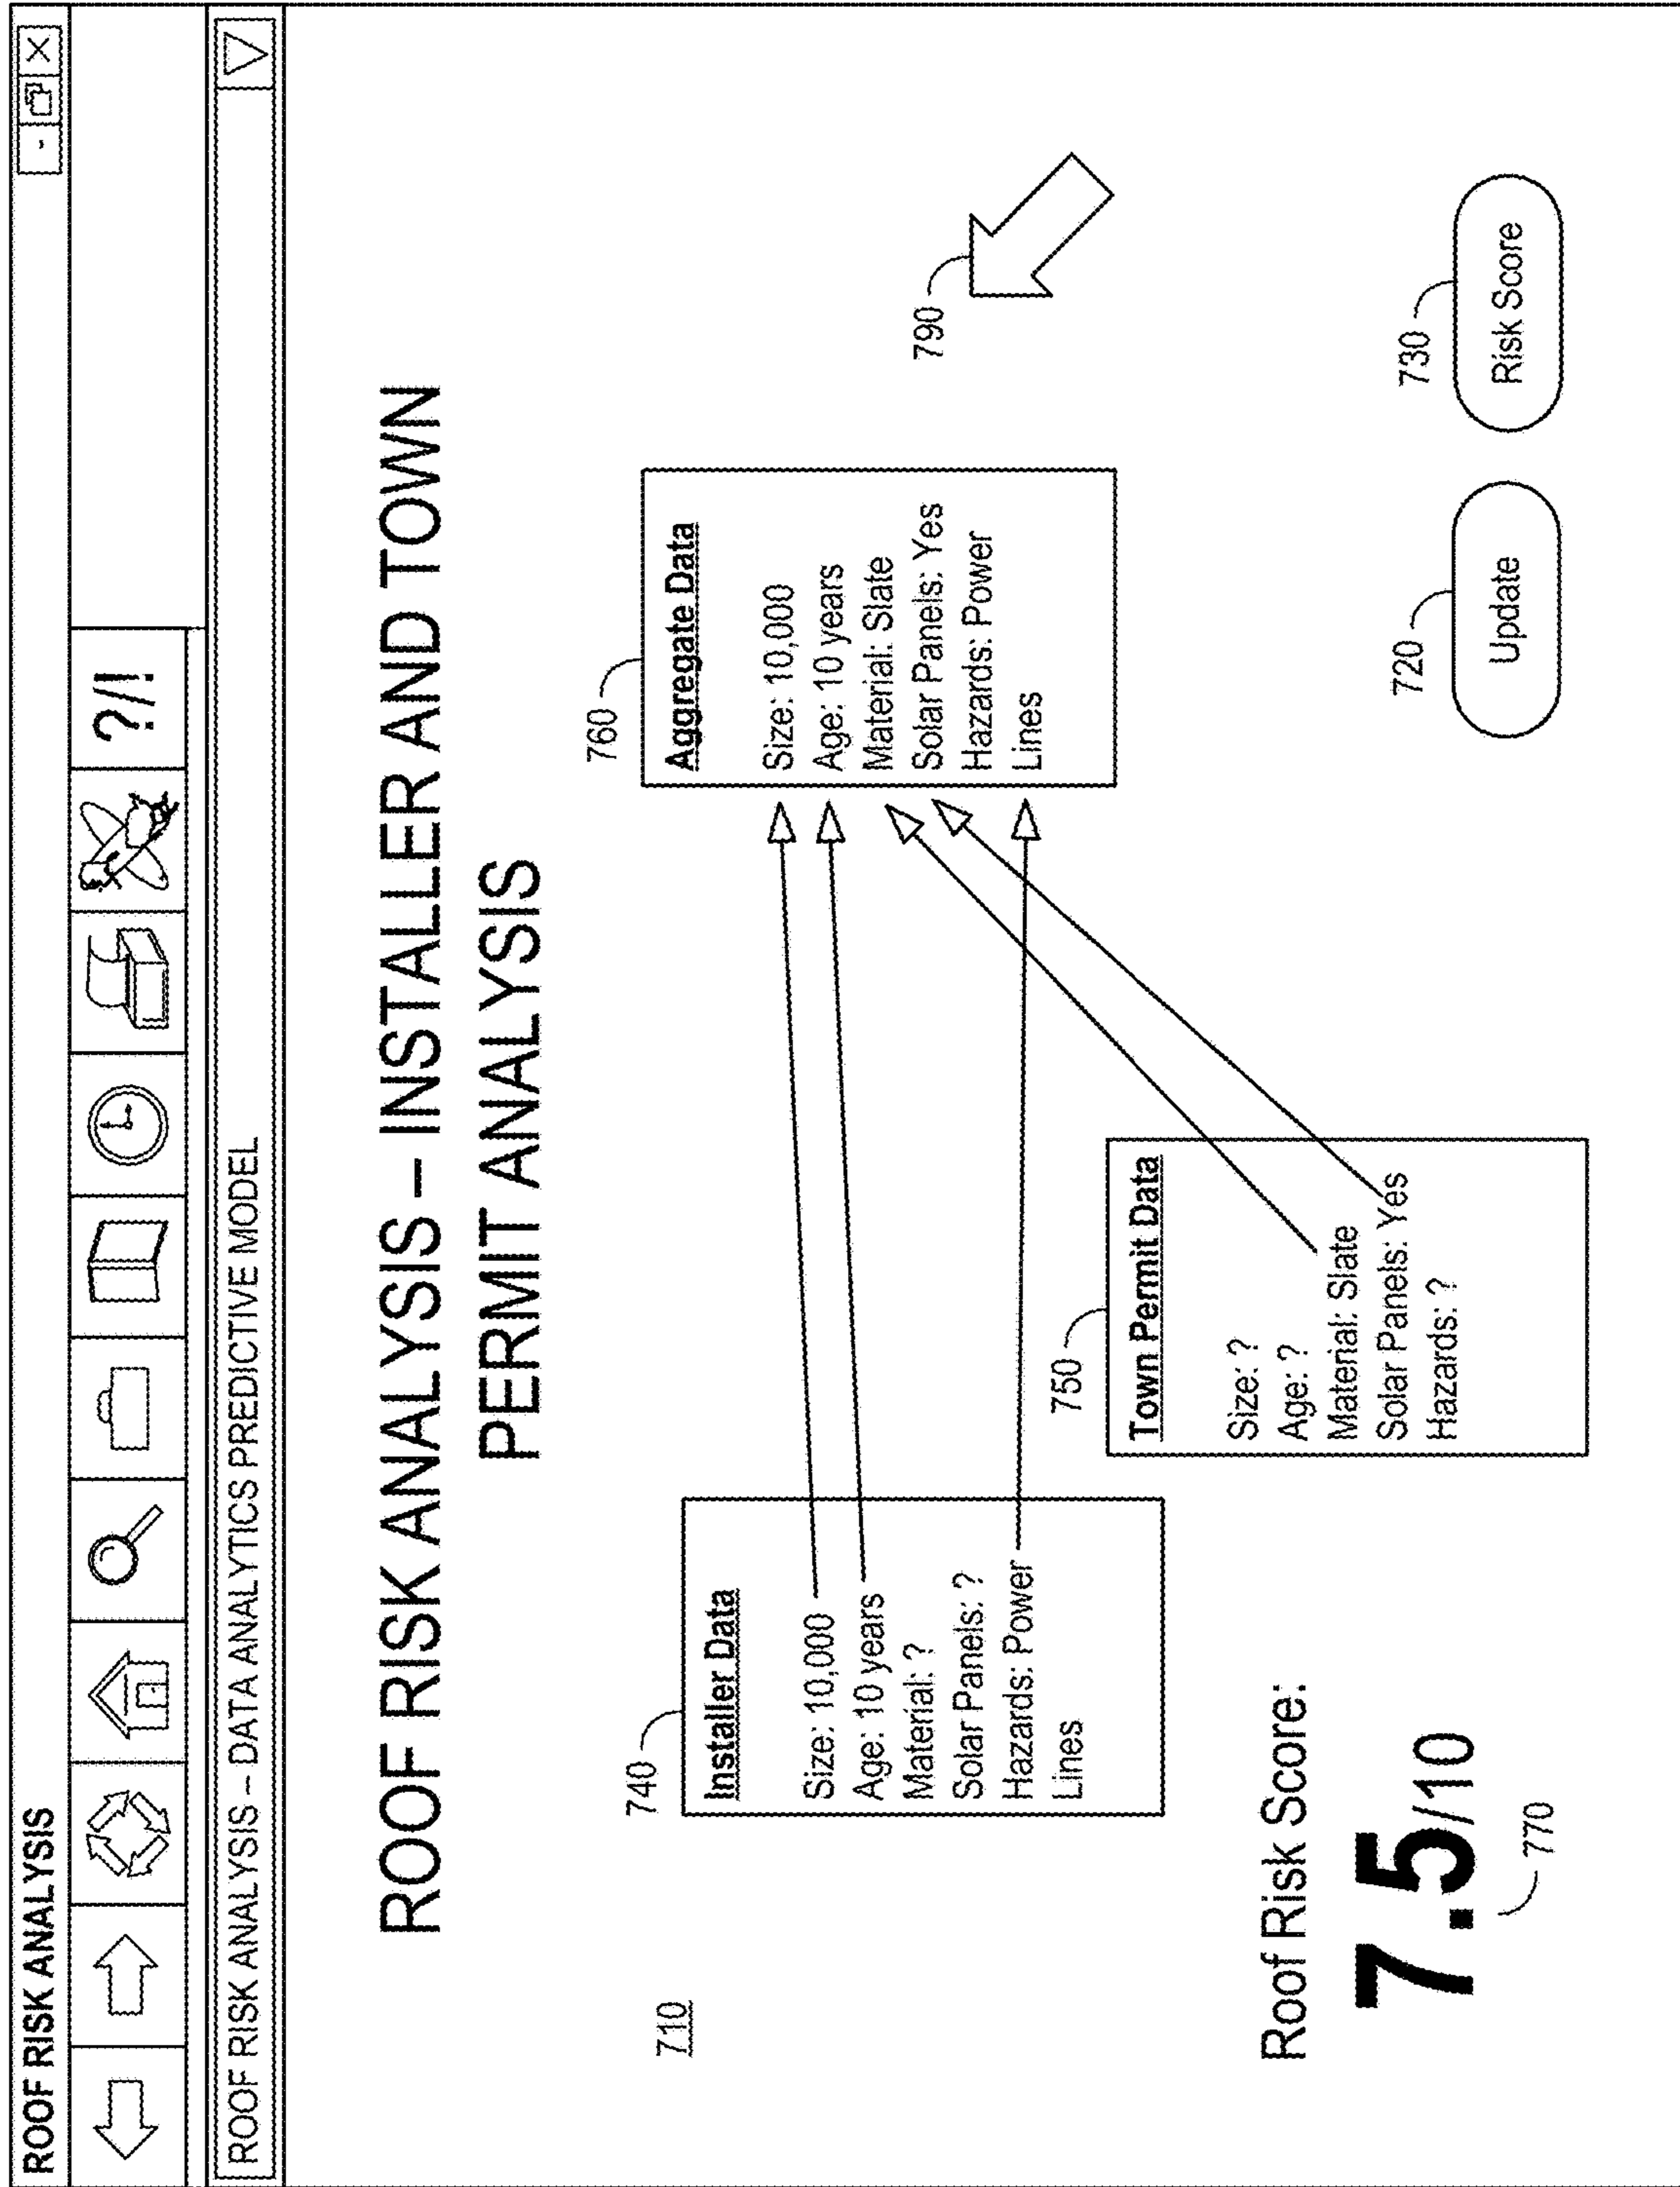 ROOF RISK ANALYSIS
- X
?/!
ROOF RISK ANALYSIS – DATA ANALYTICS PREDICTIVE MODEL
ROOF RISK ANALYSIS – INSTALLER AND TOWN
PERMIT ANALYSIS
710
740
Installer Data
Size: 10,000
Age: 10 years
Material: ?
Solar Panels: ?
Hazards: Power
Lines
750
Town Permit Data
Size: ?
Age: ?
Material: Slate
Solar Panels: Yes
Hazards: ?
760
Aggregate Data
Size: 10,000
Age: 10 years
Material: Slate
Solar Panels: Yes
Hazards: Power
Lines
790
Roof Risk Score:
7.5/10
770
720
Update
730
Risk Score